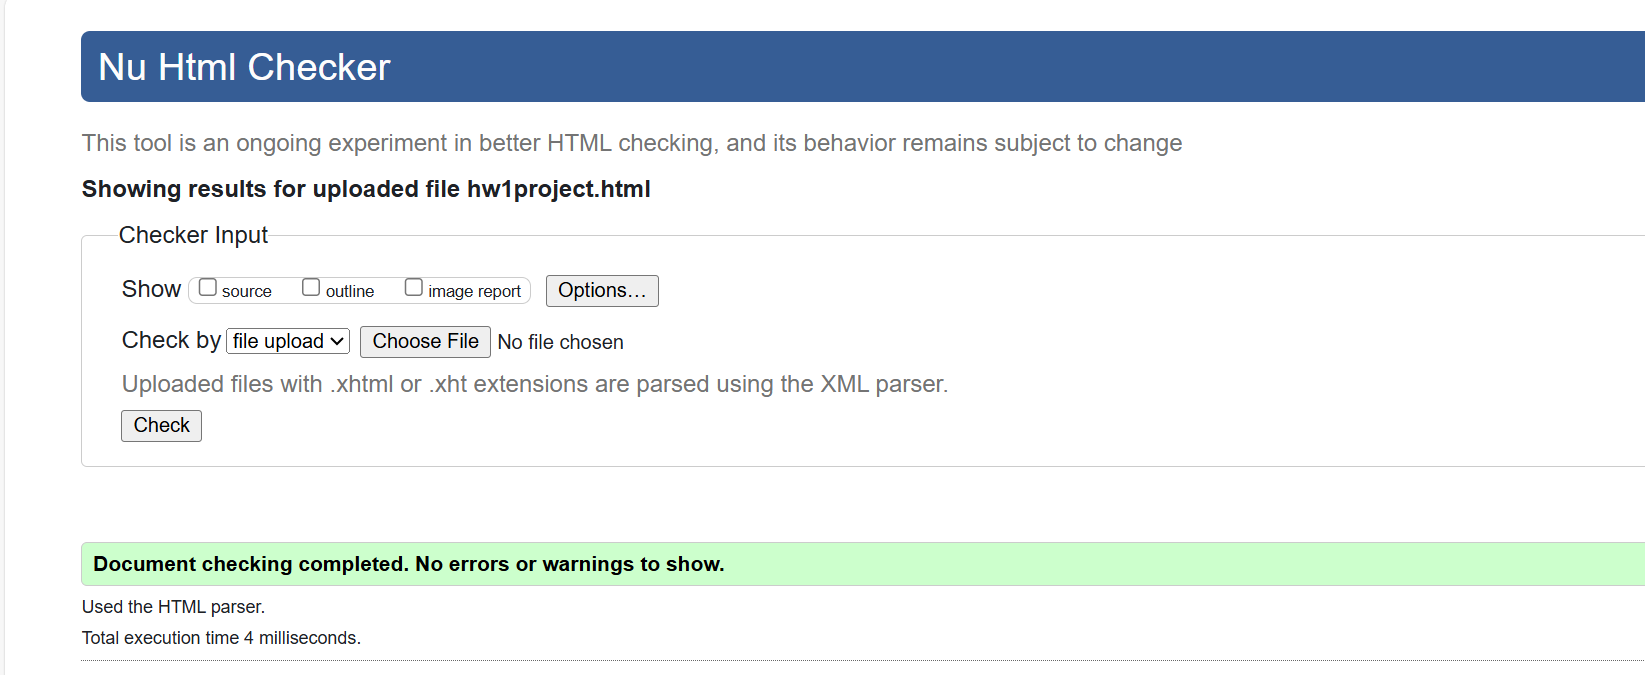 Nu Html Checker
This tool is an ongoing experiment in better HTML checking, and its behavior remains subject to change
Showing results for uploaded file hw1project.html
Checker Input
Show source outline image report Options...
Check by file upload Choose File No file chosen
Uploaded files with .xhtml or .xht extensions are parsed using the XML parser.
Check
Document checking completed. No errors or warnings to show.
Used the HTML parser.
Total execution time 4 milliseconds.